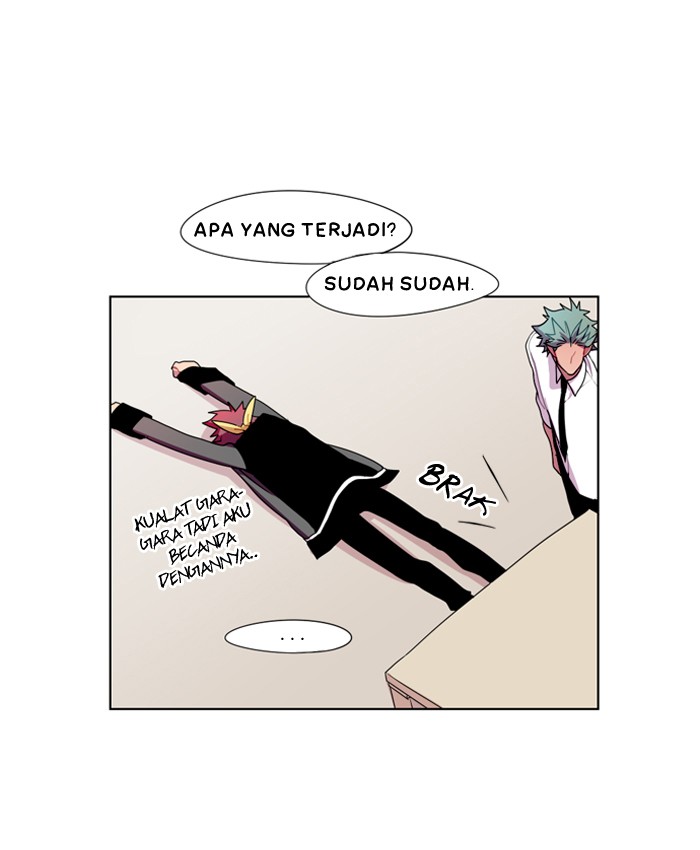 APA YANG TERJADI?
SUDAH SUDAH.
BRAK
KUALAT GARA-
GARA TADI AKU
BECANDA
DENGANNYA..
...